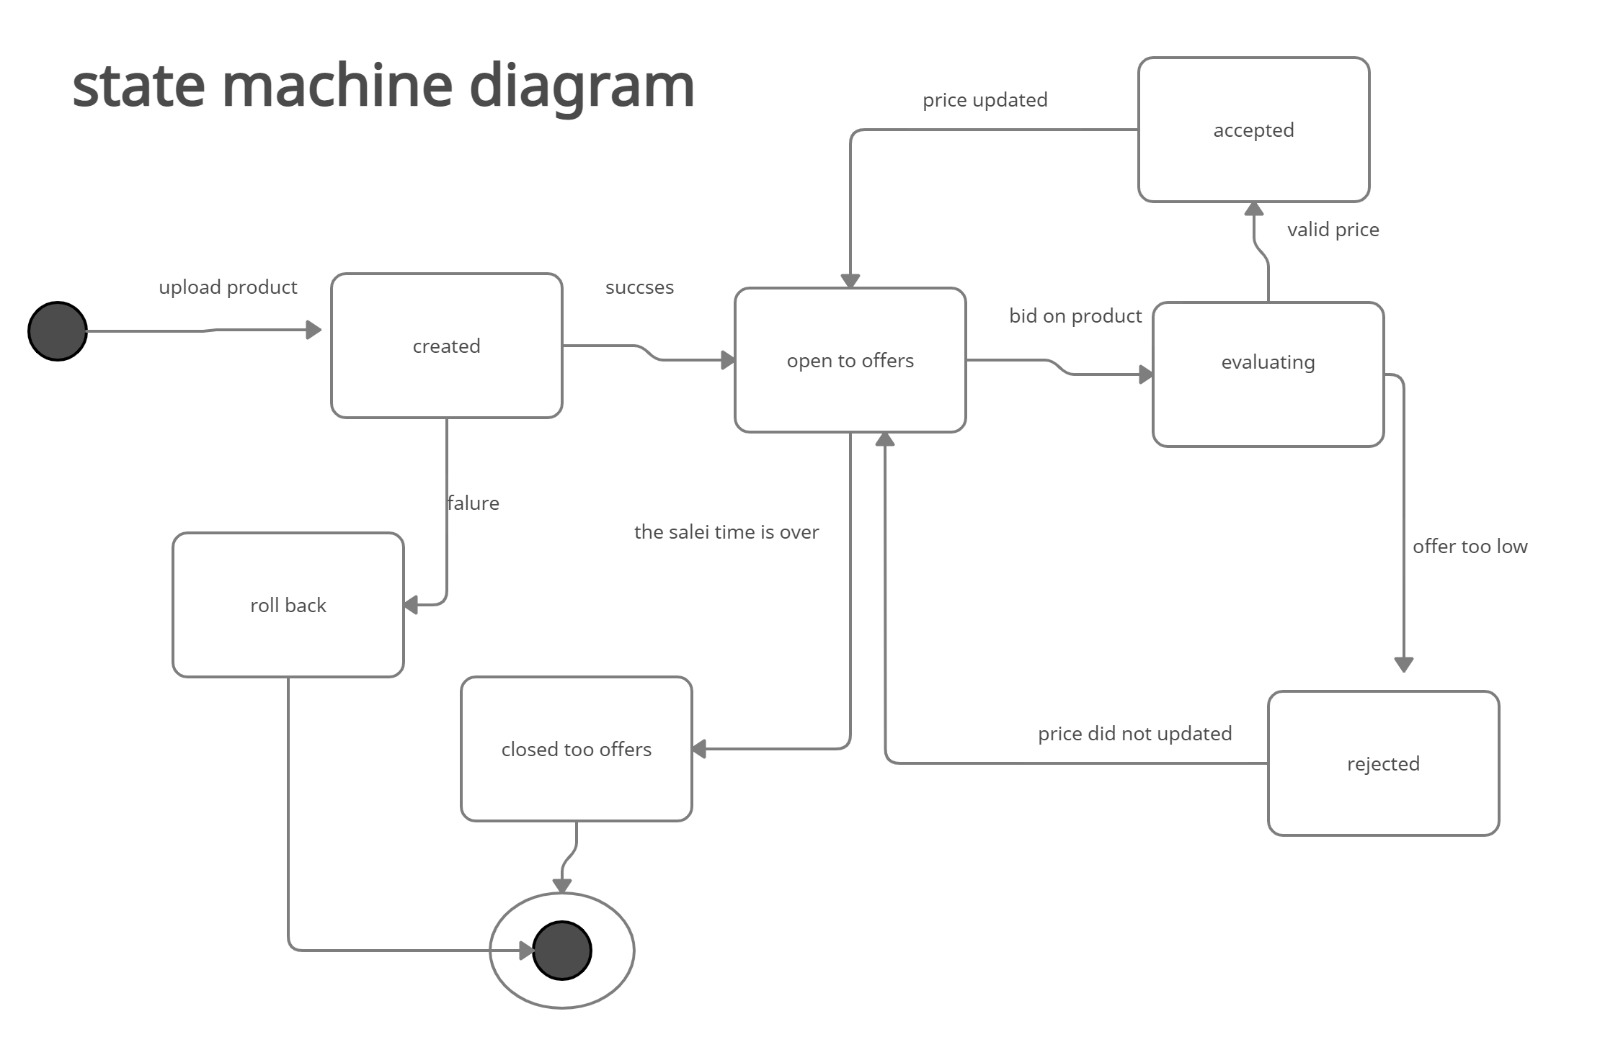 state machine diagram
price updated
accepted
valid price
upload product
succses
created
bid on product
open to offers
evaluating
falure
the salei time is over
offer too low
roll back
price did not updated
closed too offers
rejected